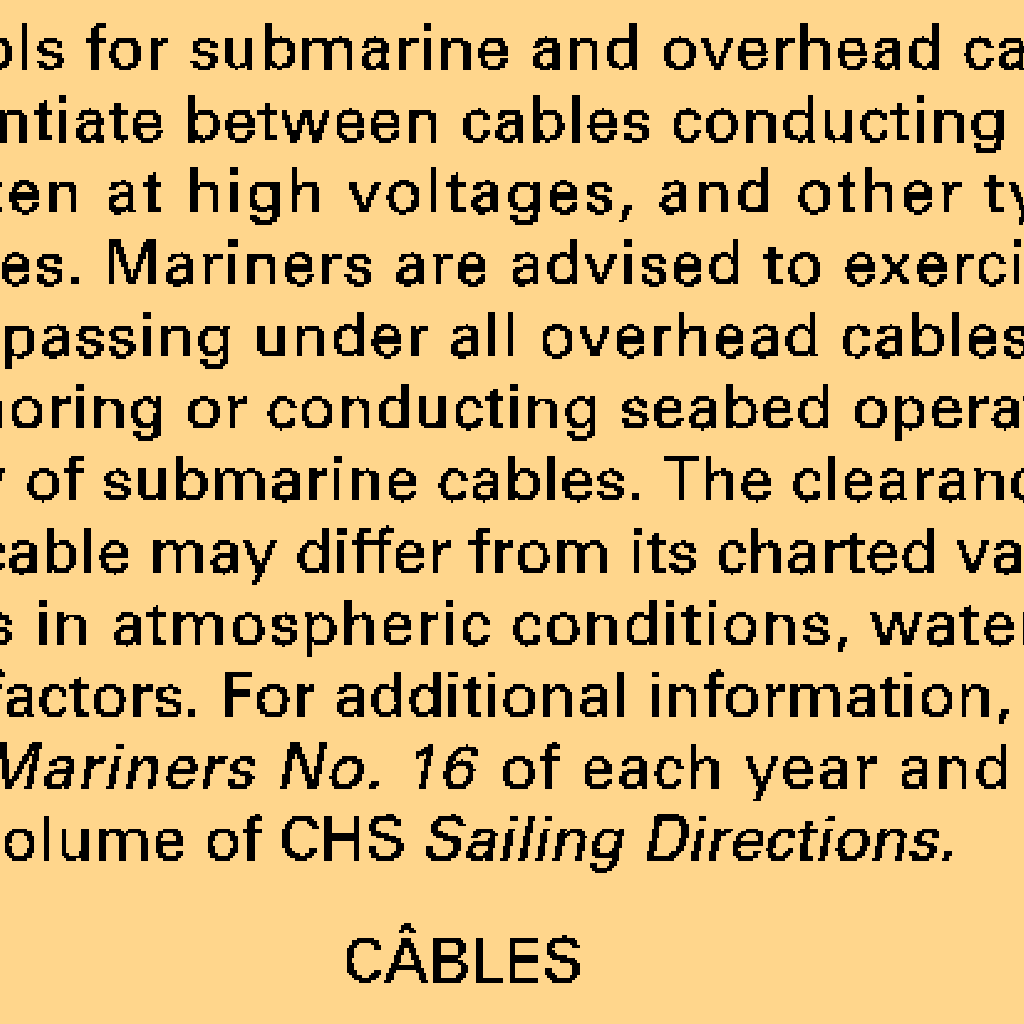 ols for submarine and overhead ca
ntiate between cables conducting
ten at high voltages, and other ty
es. Mariners are advised to exerci
passing under all overhead cables
horing or conducting seabed opera
y of submarine cables. The clearanc
cable may differ from its charted va
s in atmospheric conditions, water
factors. For additional information,
Mariners No. 16 of each year and
olume of CHS Sailing Directions.
CÂBLES